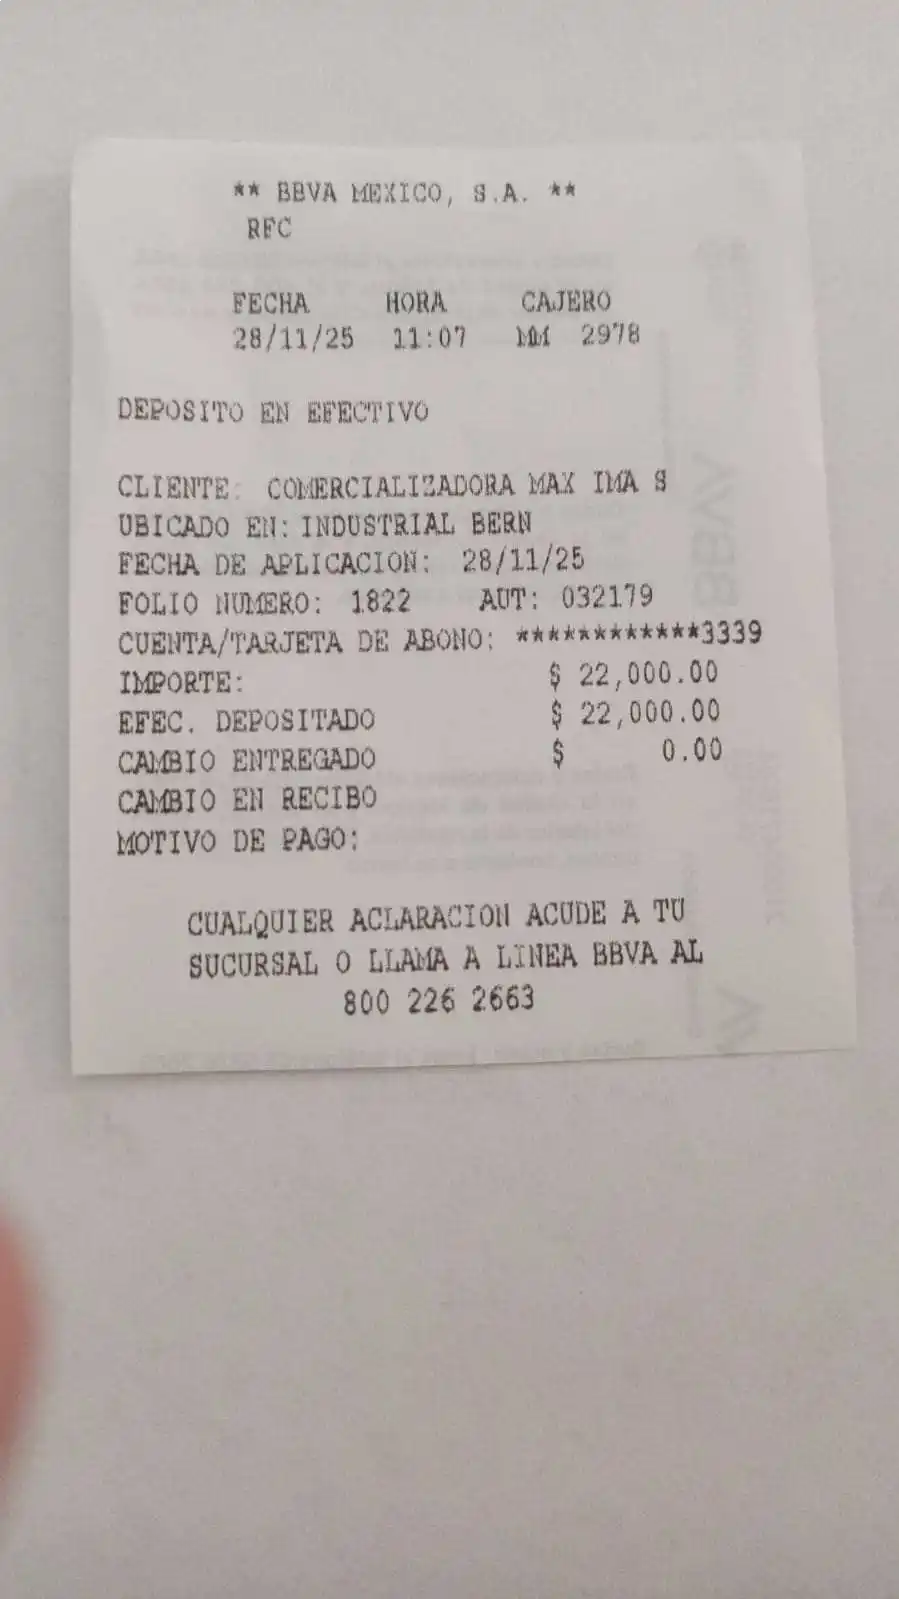 ** BBVA MEXICO, S.A. **
RFC
FECHA HORA CAJERO
28/11/25 11:07 MM 2978
DEPOSITO EN EFECTIVO
CLIENTE: COMERCIALIZADORA MAX IMA S
UBICADO EN: INDUSTRIAL BERN
FECHA DE APLICACION: 28/11/25
FOLIO NUMERO: 1822 AUT: 032179
CUENTA/TARJETA DE ABONO: ************3339
IMPORTE: $ 22,000.00
EFEC. DEPOSITADO $ 22,000.00
CAMBIO ENTREGADO $ 0.00
CAMBIO EN RECIBO
MOTIVO DE PAGO:
CUALQUIER ACLARACION ACUDE A TU
SUCURSAL O LLAMA A LINEA BBVA AL
800 226 2663
BBVA